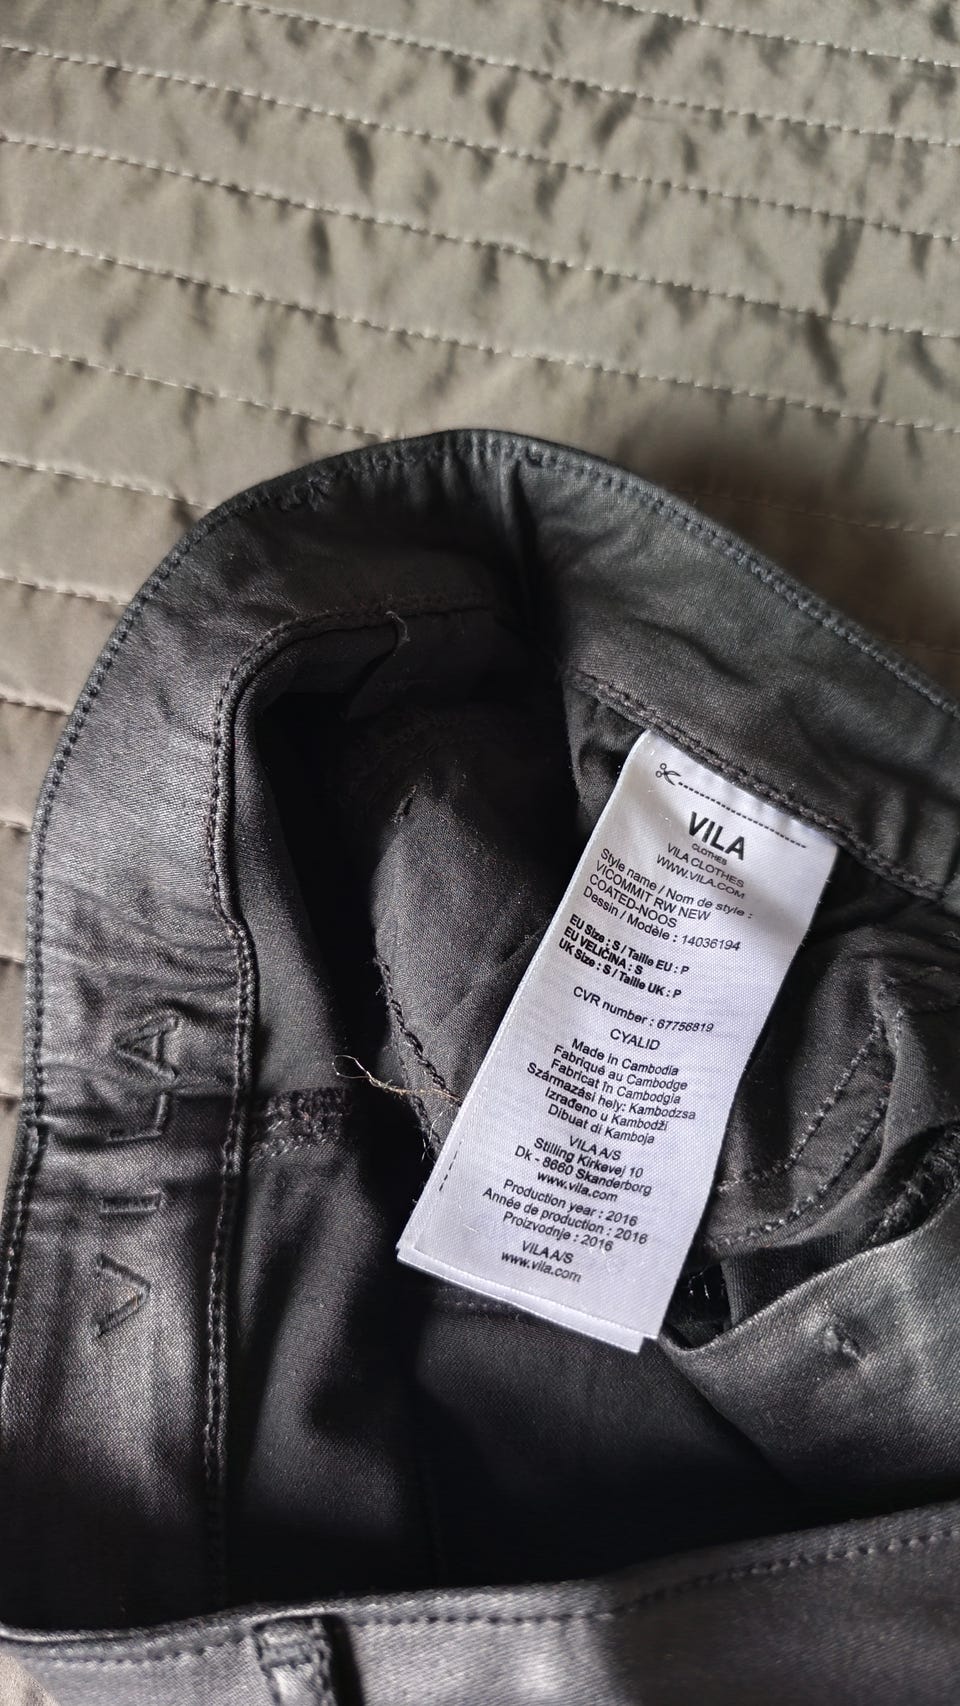 VILA
CLOTHES
VILA CLOTHES
WWW.VILA.COM
Style name / Nom de style :
VICOMMIT RW NEW
COATED-NOOS
Dessin / Modèle : 14036194
EU Size : S / Taille EU : P
EU VELIČINA : S
UK Size : S / Taille UK : P
CVR number : 67756819
CYALID
Made in Cambodia
Fabriqué au Cambodge
Fabricat în Cambodgia
Származási hely: Kambodzsa
Izrađeno u Kambodži
Dibuat di Kamboja
VILA A/S
Stilling Kirkevej 10
Dk - 8660 Skanderborg
www.vila.com
Production year : 2016
Année de production : 2016
Proizvodnje : 2016
VILA A/S
www.vila.com
VILA